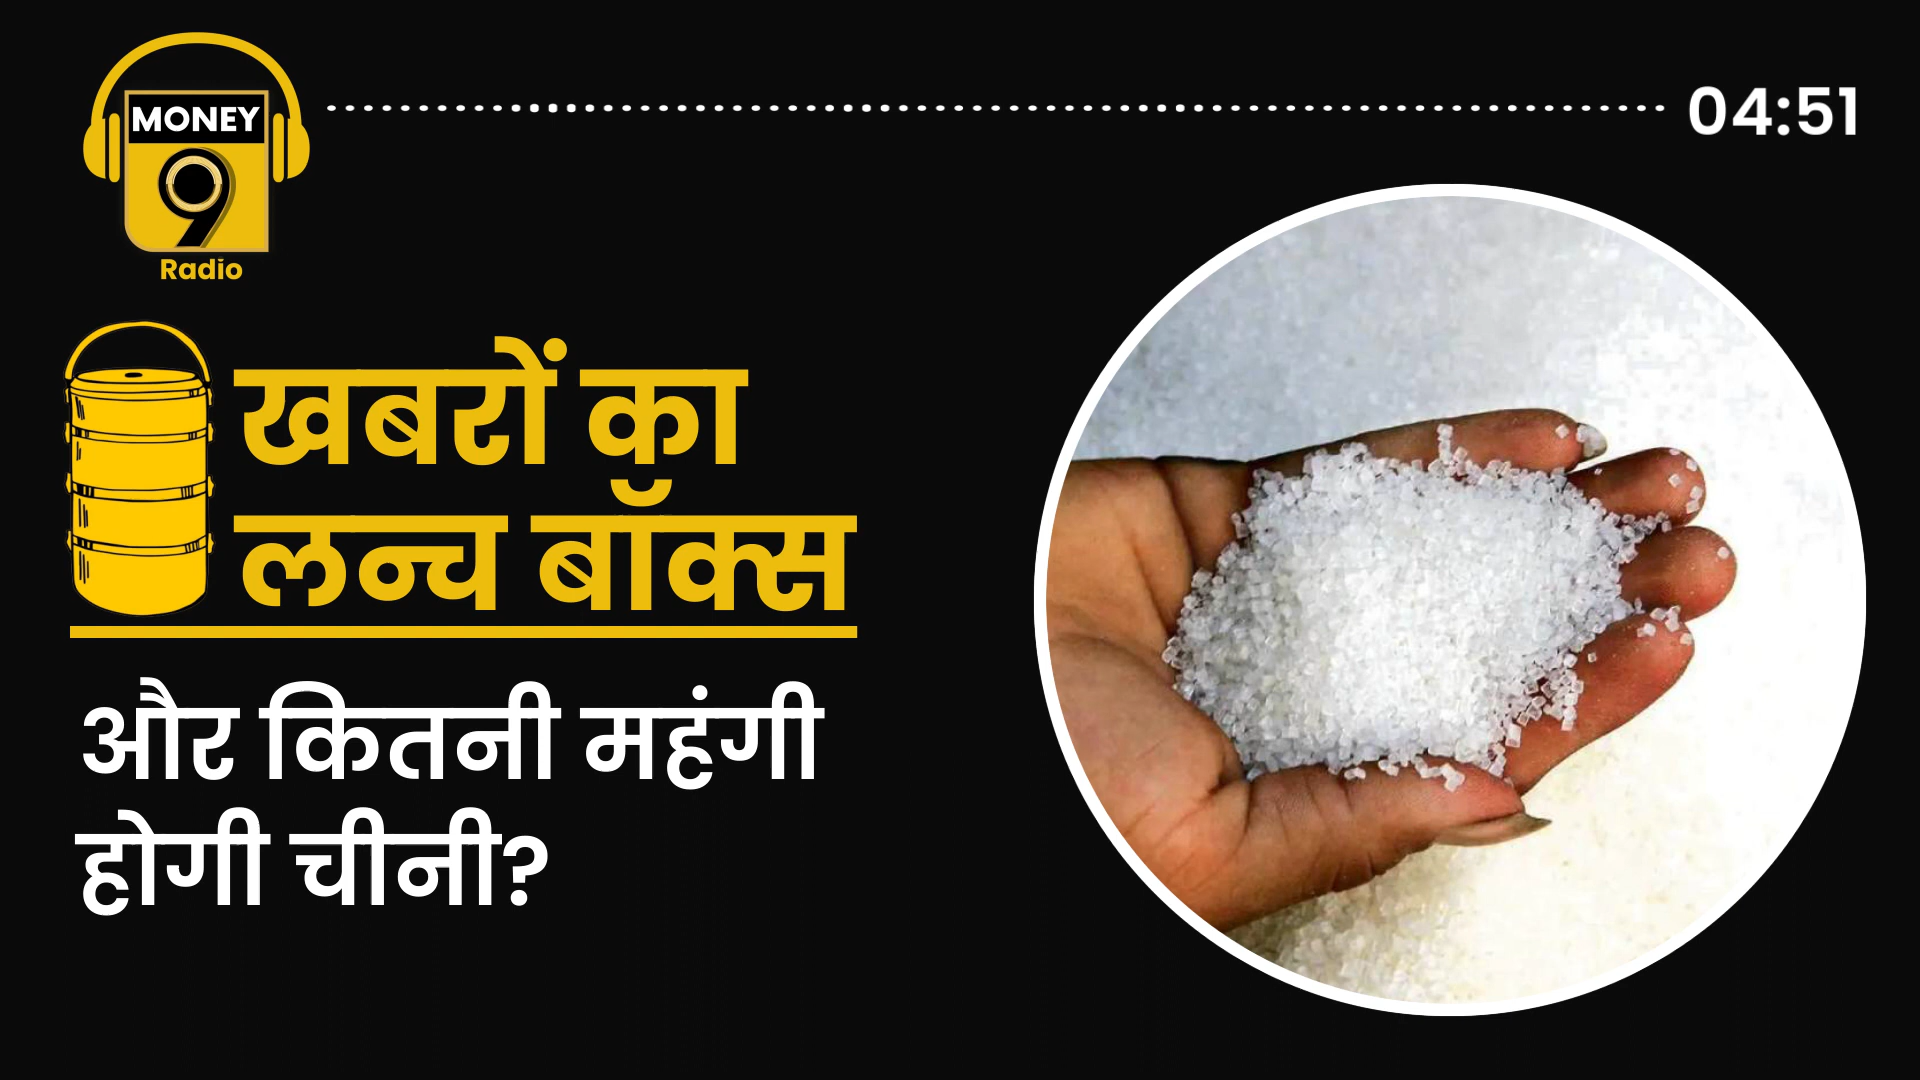 MONEY
9
Radio
04:51
खबरों का
लन्च बॉक्स
और कितनी महंगी
होगी चीनी?